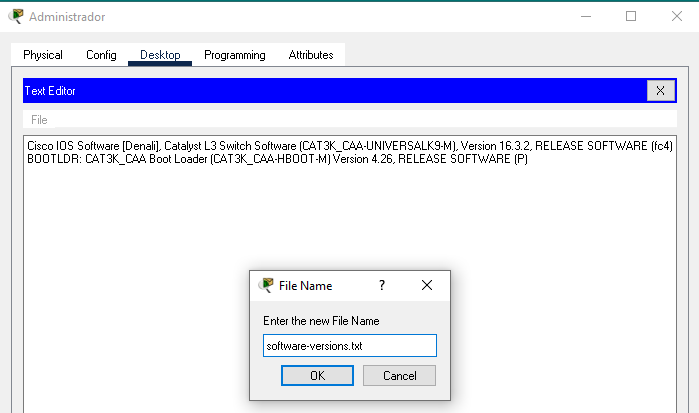 Administrador
Physical Config Desktop Programming Attributes
Text Editor X
File
Cisco IOS Software [Denali], Catalyst L3 Switch Software (CAT3K_CAA-UNIVERSALK9-M), Version 16.3.2, RELEASE SOFTWARE (fc4)
BOOTLDR: CAT3K_CAA Boot Loader (CAT3K_CAA-HBOOT-M) Version 4.26, RELEASE SOFTWARE (P)
File Name ?
Enter the new File Name
software-versions.txt
OK Cancel